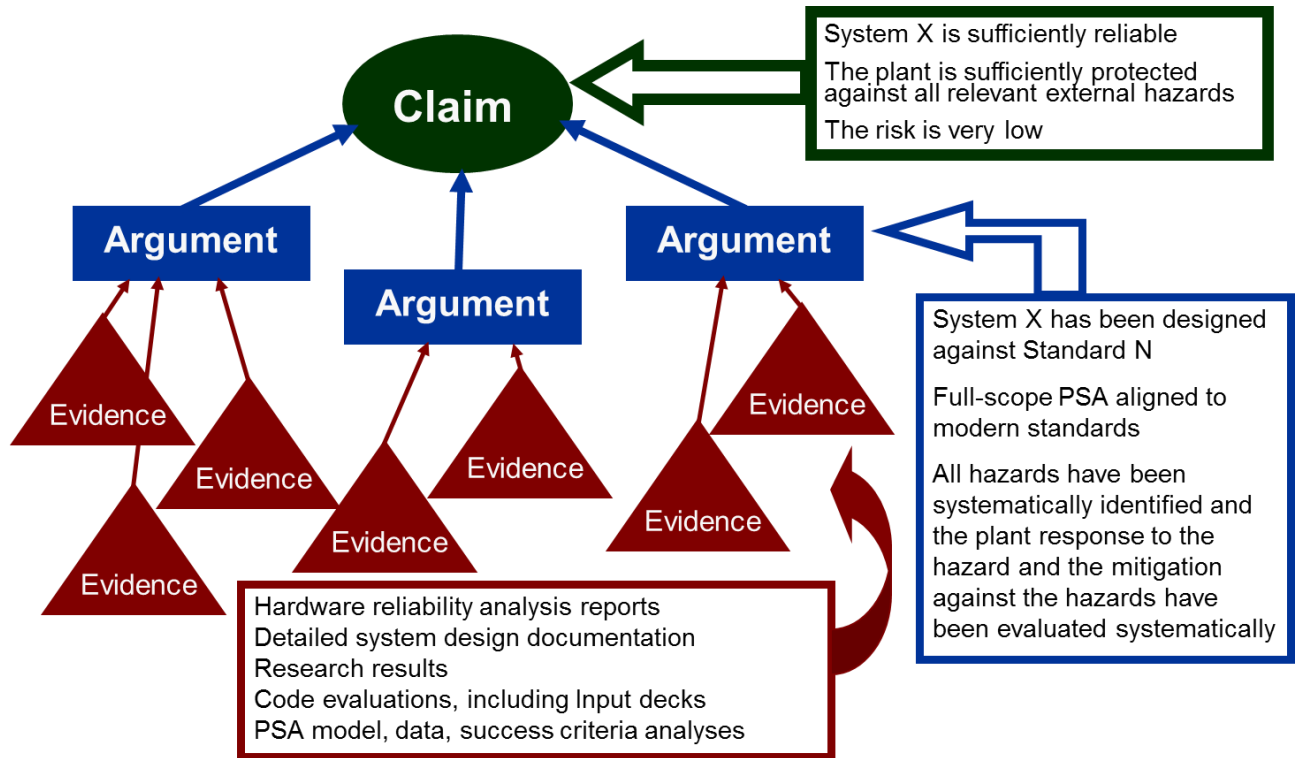 System X is sufficiently reliable
The plant is sufficiently protected
against all relevant external hazards
The risk is very low
Claim
Argument
Argument
Argument
Evidence
Evidence
Evidence
Evidence
Evidence
Evidence
Evidence
System X has been designed
against Standard N
Full-scope PSA aligned to
modern standards
All hazards have been
systematically identified and
the plant response to the
hazard and the mitigation
against the hazards have
been evaluated systematically
Hardware reliability analysis reports
Detailed system design documentation
Research results
Code evaluations, including Input decks
PSA model, data, success criteria analyses